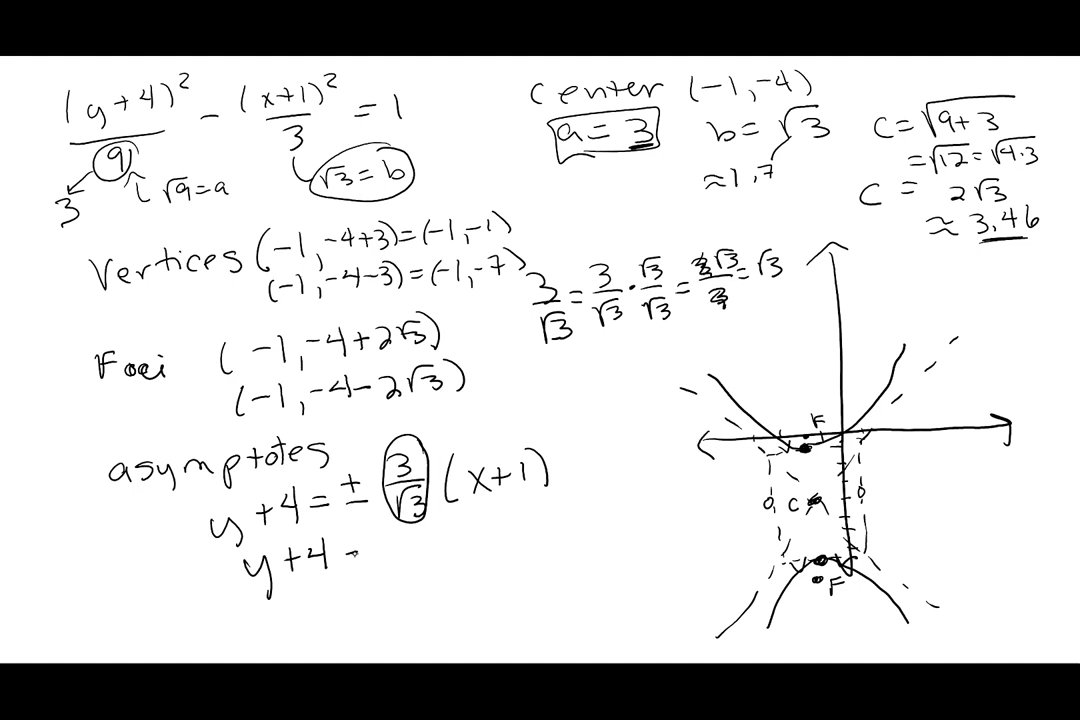 (y+4)²/9 - (x+1)²/3 = 1
3
√9=a
√3=b
center (-1,-4)
a=3
b=√3
≈1.7
c=√9+3
=√12=√4·3
c = 2√3
≈ 3.46
Vertices (-1,-4+3)=(-1,-1)
(-1,-4-3)=(-1,-7)
3/√3 = 3/√3 · √3/√3 = 3√3/3 = √3
Foci (-1,-4+2√3)
(-1,-4-2√3)
asymptotes
y+4=± 3/√3 (x+1)
y+4 -
F
C
F